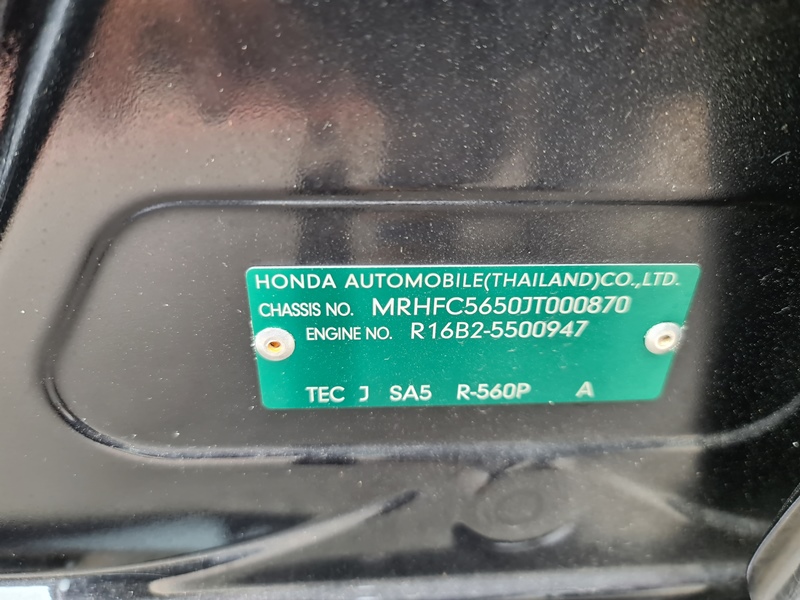 HONDA AUTOMOBILE(THAILAND)CO.,LTD.
CHASSIS NO. MRHFC5650JT000870
ENGINE NO. R16B2-5500947
TEC J SA5 R-560P A